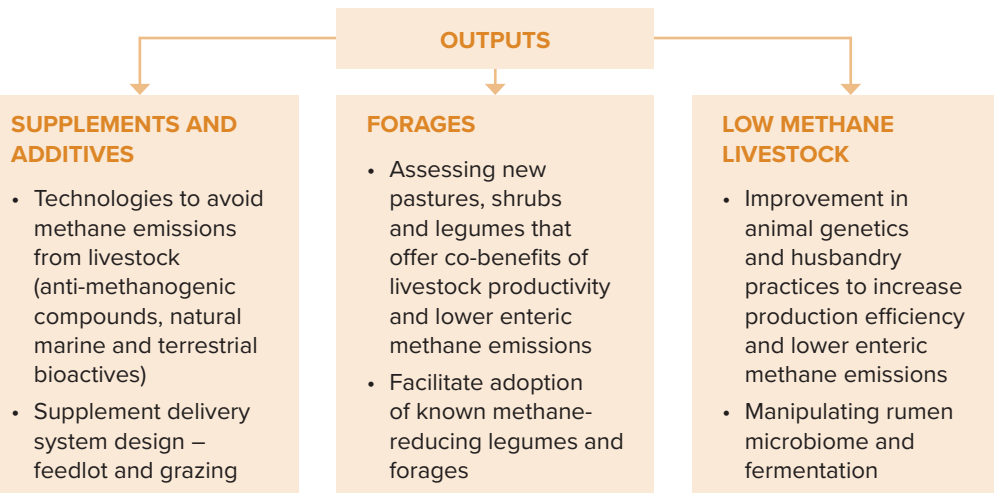 OUTPUTS
SUPPLEMENTS AND
ADDITIVES
• Technologies to avoid
methane emissions
from livestock
(anti-methanogenic
compounds, natural
marine and terrestrial
bioactives)
• Supplement delivery
system design –
feedlot and grazing
FORAGES
• Assessing new
pastures, shrubs
and legumes that
offer co-benefits of
livestock productivity
and lower enteric
methane emissions
• Facilitate adoption
of known methane-
reducing legumes and
forages
LOW METHANE
LIVESTOCK
• Improvement in
animal genetics
and husbandry
practices to increase
production efficiency
and lower enteric
methane emissions
• Manipulating rumen
microbiome and
fermentation